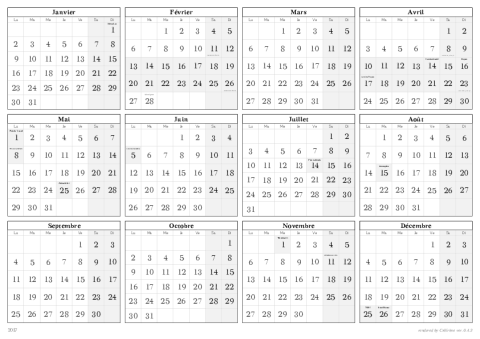 Janvier
Lu Ma Me Je Ve Sa Di
1
2 3 4 5 6 7 8
9 10 11 12 13 14 15
16 17 18 19 20 21 22
23 24 25 26 27 28 29
30 31
Février
Lu Ma Me Je Ve Sa Di
1 2 3 4 5
6 7 8 9 10 11 12
13 14 15 16 17 18 19
20 21 22 23 24 25 26
27 28
Mars
Lu Ma Me Je Ve Sa Di
1 2 3 4 5
6 7 8 9 10 11 12
13 14 15 16 17 18 19
20 21 22 23 24 25 26
27 28 29 30 31
Avril
Lu Ma Me Je Ve Sa Di
1 2
3 4 5 6 7 8 9
10 11 12 13 14 15 16
17 18 19 20 21 22 23
24 25 26 27 28 29 30
Mai
Lu Ma Me Je Ve Sa Di
1 2 3 4 5 6 7
8 9 10 11 12 13 14
15 16 17 18 19 20 21
22 23 24 25 26 27 28
29 30 31
Juin
Lu Ma Me Je Ve Sa Di
1 2 3 4
5 6 7 8 9 10 11
12 13 14 15 16 17 18
19 20 21 22 23 24 25
26 27 28 29 30
Juillet
Lu Ma Me Je Ve Sa Di
1 2
3 4 5 6 7 8 9
10 11 12 13 14 15 16
17 18 19 20 21 22 23
24 25 26 27 28 29 30
31
Août
Lu Ma Me Je Ve Sa Di
1 2 3 4 5 6
7 8 9 10 11 12 13
14 15 16 17 18 19 20
21 22 23 24 25 26 27
28 29 30 31
Septembre
Lu Ma Me Je Ve Sa Di
1 2 3
4 5 6 7 8 9 10
11 12 13 14 15 16 17
18 19 20 21 22 23 24
25 26 27 28 29 30
Octobre
Lu Ma Me Je Ve Sa Di
1
2 3 4 5 6 7 8
9 10 11 12 13 14 15
16 17 18 19 20 21 22
23 24 25 26 27 28 29
30 31
Novembre
Lu Ma Me Je Ve Sa Di
1 2 3 4 5
6 7 8 9 10 11 12
13 14 15 16 17 18 19
20 21 22 23 24 25 26
27 28 29 30
Décembre
Lu Ma Me Je Ve Sa Di
1 2 3
4 5 6 7 8 9 10
11 12 13 14 15 16 17
18 19 20 21 22 23 24
25 26 27 28 29 30 31
2017